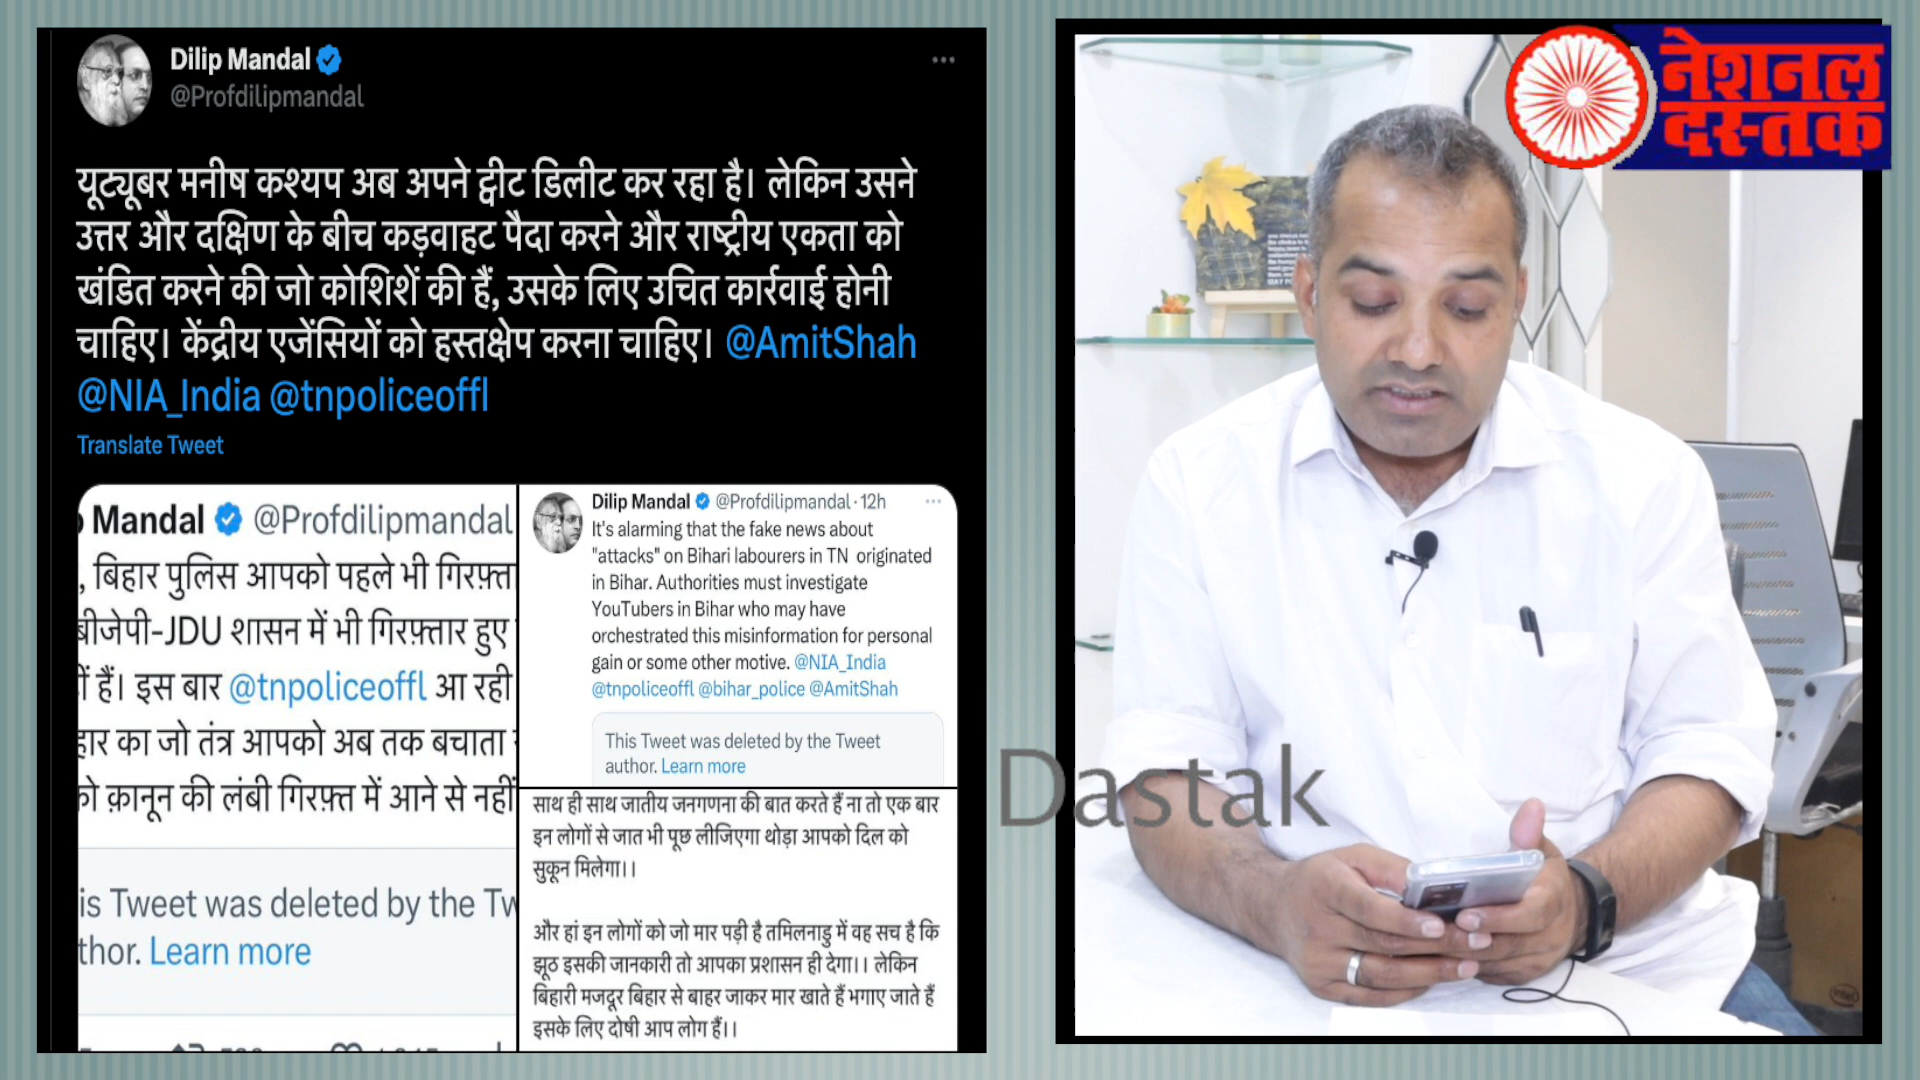 Dilip Mandal
@Profdilipmandal
यूट्यूबर मनीष कश्यप अब अपने ट्वीट डिलीट कर रहा है। लेकिन उसने
उत्तर और दक्षिण के बीच कड़वाहट पैदा करने और राष्ट्रीय एकता को
खंडित करने की जो कोशिशें की हैं, उसके लिए उचित कार्रवाई होनी
चाहिए। केंद्रीय एजेंसियों को हस्तक्षेप करना चाहिए। @AmitShah
@NIA_India @tnpoliceoffl
Translate Tweet
Mandal @Profdilipmandal
, बिहार पुलिस आपको पहले भी गिरफ़्ता
बीजेपी-JDU शासन में भी गिरफ़्तार हुए
हैं। इस बार @tnpoliceoffl आ रही
का जो तंत्र आपको अब तक बचाता
को क़ानून की लंबी गिरफ़्त में आने से नहीं
is Tweet was deleted by the Tw
thor. Learn more
Dilip Mandal @Profdilipmandal · 12h
It's alarming that the fake news about
"attacks" on Bihari labourers in TN originated
in Bihar. Authorities must investigate
YouTubers in Bihar who may have
orchestrated this misinformation for personal
gain or some other motive. @NIA_India
@tnpoliceoffl @bihar_police @AmitShah
This Tweet was deleted by the Tweet
author. Learn more
साथ ही साथ जातीय जनगणना की बात करते हैं ना तो एक बार
इन लोगों से जात भी पूछ लीजिएगा थोड़ा आपको दिल को
सुकून मिलेगा।।
और हां इन लोगों को जो मार पड़ी है तमिलनाडु में वह सच है कि
झूठ इसकी जानकारी तो आपका प्रशासन ही देगा।। लेकिन
बिहारी मजदूर बिहार से बाहर जाकर मार खाते हैं भगाए जाते हैं
इसके लिए दोषी आप लोग हैं।।
नेशनल
दस्तक
Dastak